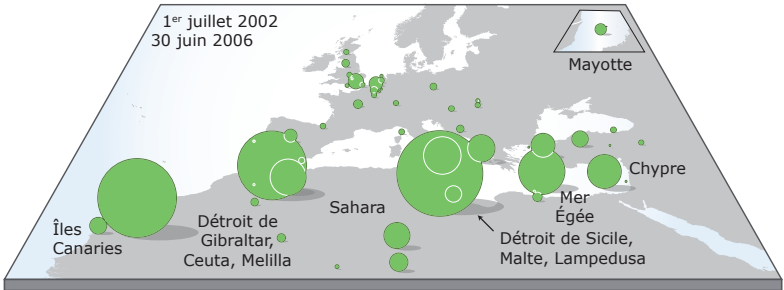 1er juillet 2002
30 juin 2006
Mayotte
Chypre
Mer
Égée
Sahara
Îles
Canaries
Détroit de
Gibraltar,
Ceuta, Melilla
Détroit de Sicile,
Malte, Lampedusa